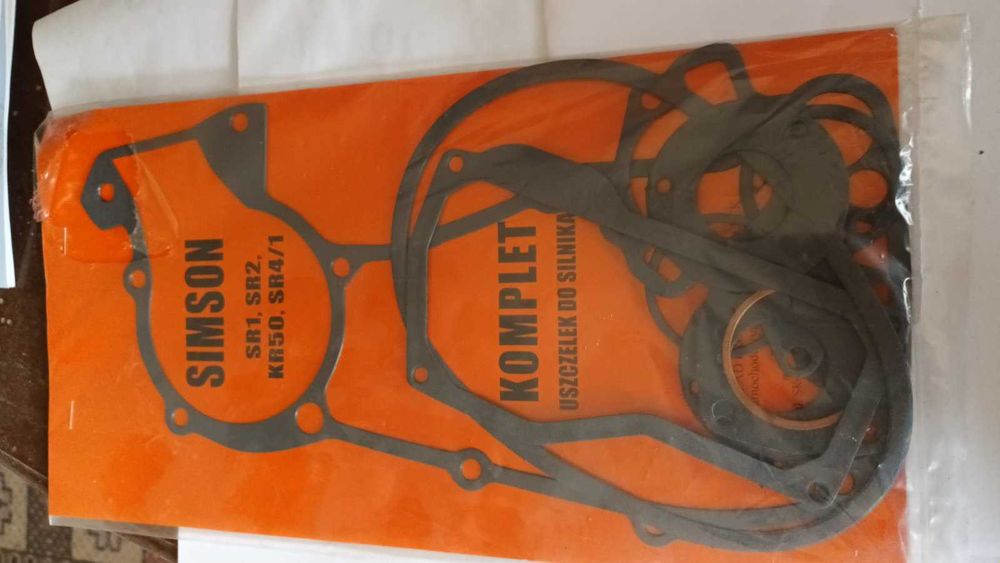 SIMSON
SR1, SR2,
KR50, SR4/1
KOMPLET
USZCZELEK DO SILNIKA